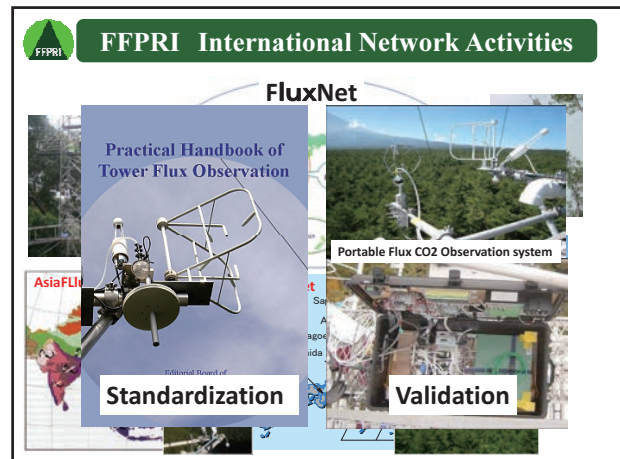 FFPRI
FFPRI International Network Activities
FluxNet
Practical Handbook of
Tower Flux Observation
Portable Flux CO2 Observation system
Editorial Board of
Standardization
Validation